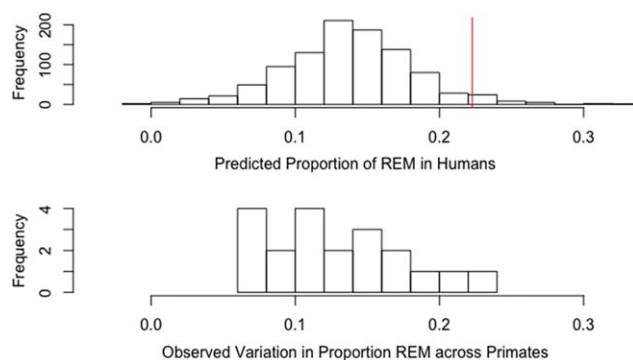 Frequency
200
100
0
0.0 0.1 0.2 0.3
Predicted Proportion of REM in Humans
Frequency
4
2
0
0.0 0.1 0.2 0.3
Observed Variation in Proportion REM across Primates